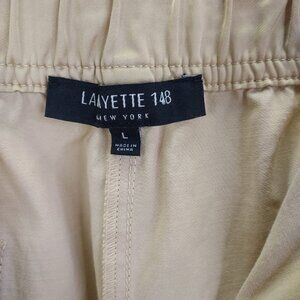 LAFAYETTE 148
NEW YORK
L
MADE IN
CHINA